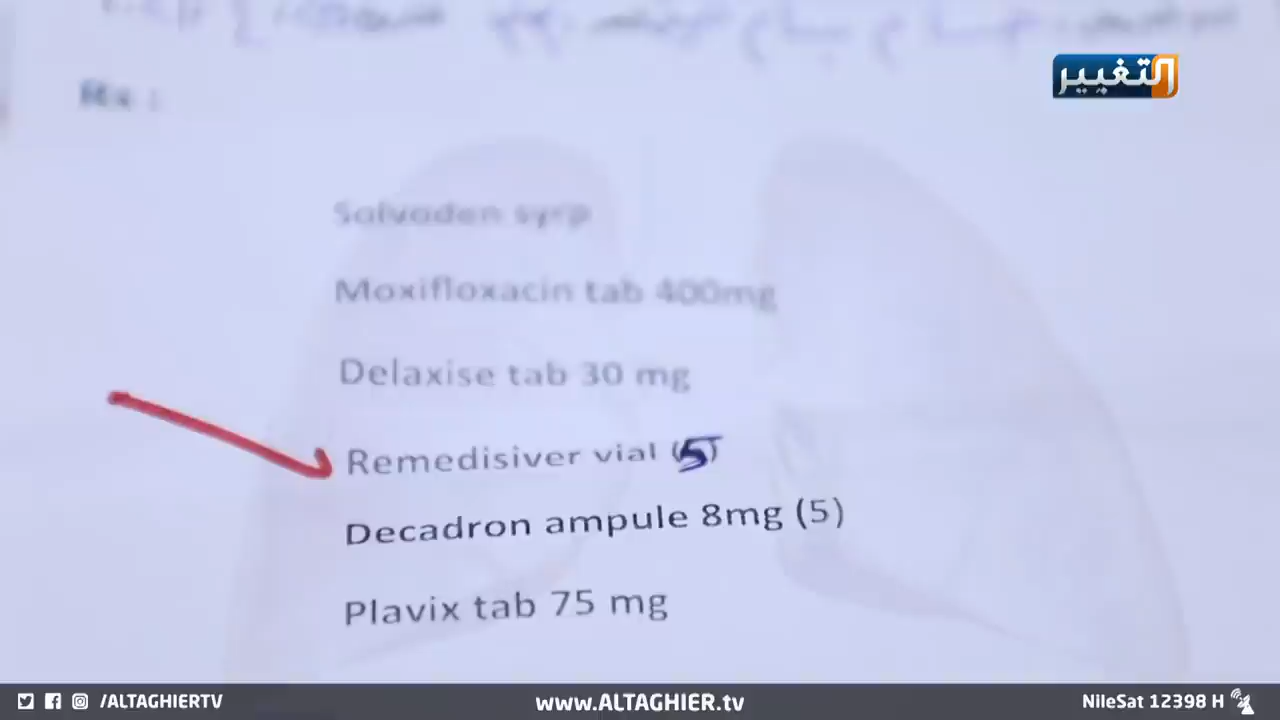 التغيير
Rx :
Solvoden syrp
Moxifloxacin tab 400mg
Delaxise tab 30 mg
Remedisiver vial (5)
Decadron ampule 8mg (5)
Plavix tab 75 mg
/ALTAGHIERTV
www.ALTAGHIER.tv
NileSat 12398 H